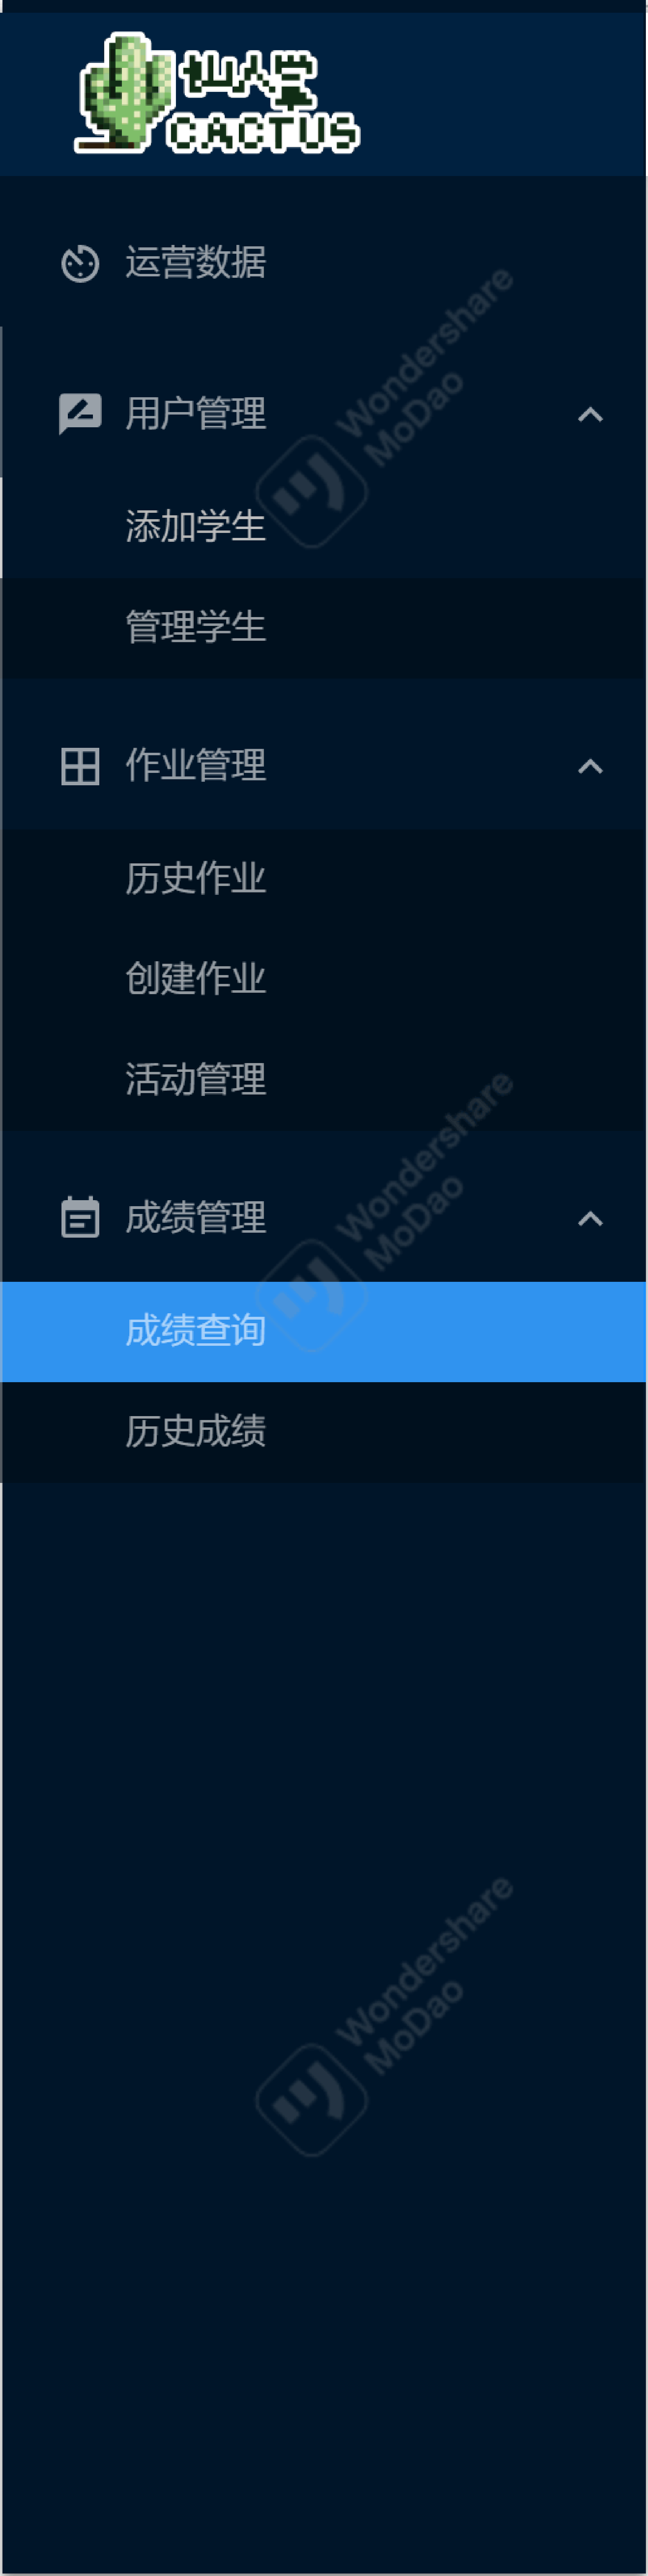 仙人掌
CACTUS
运营数据
用户管理
Wondershare
MoDao
添加学生
管理学生
作业管理
历史作业
创建作业
活动管理
Wondershare
MoDao
成绩管理
成绩查询
历史成绩
Wondershare
MoDao